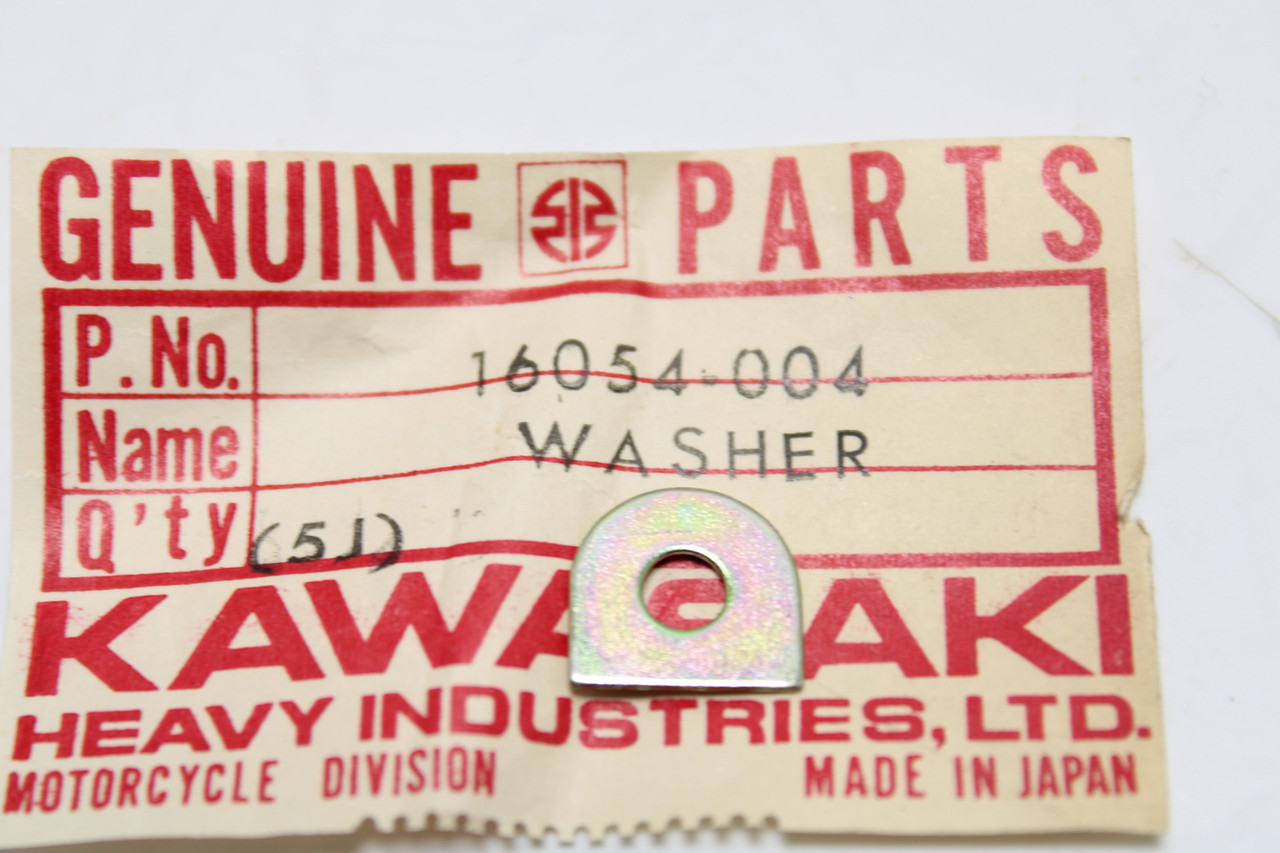 GENUINE PARTS
P. No. 16054-004
Name WASHER
Q'ty (5J)
KAWASAKI
HEAVY INDUSTRIES, LTD.
MOTORCYCLE DIVISION MADE IN JAPAN